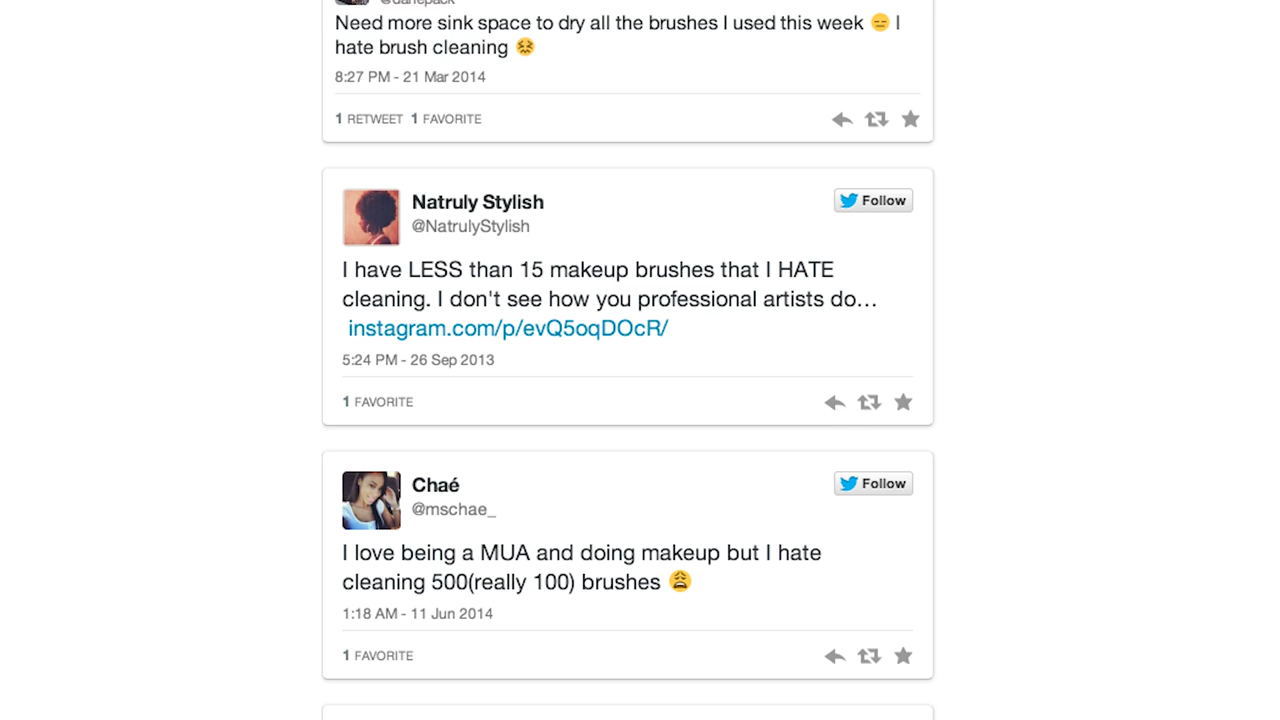 Need more sink space to dry all the brushes I used this week 😑 I
hate brush cleaning 😖
8:27 PM - 21 Mar 2014
1 RETWEET 1 FAVORITE
Natruly Stylish
Follow
@NatrulyStylish
I have LESS than 15 makeup brushes that I HATE
cleaning. I don't see how you professional artists do…
instagram.com/p/evQ5oqDOcR/
5:24 PM - 26 Sep 2013
1 FAVORITE
Chaé
Follow
@mschae_
I love being a MUA and doing makeup but I hate
cleaning 500(really 100) brushes 😩
1:18 AM - 11 Jun 2014
1 FAVORITE